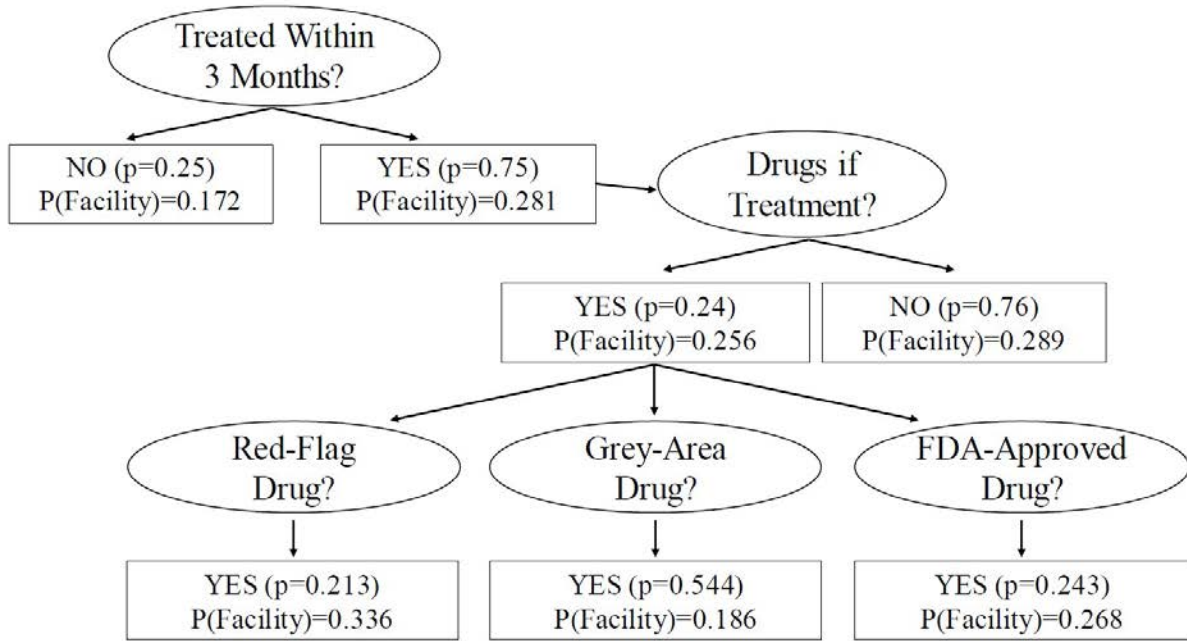 Treated Within
3 Months?
NO (p=0.25)
P(Facility)=0.172
YES (p=0.75)
P(Facility)=0.281
Drugs if
Treatment?
YES (p=0.24)
P(Facility)=0.256
NO (p=0.76)
P(Facility)=0.289
Red-Flag
Drug?
Grey-Area
Drug?
FDA-Approved
Drug?
YES (p=0.213)
P(Facility)=0.336
YES (p=0.544)
P(Facility)=0.186
YES (p=0.243)
P(Facility)=0.268